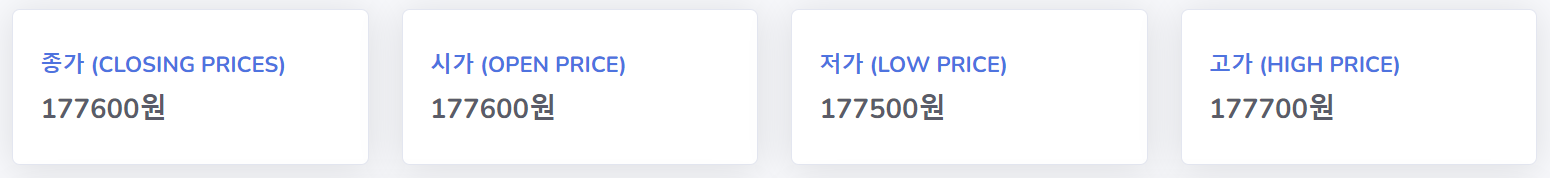 종가 (CLOSING PRICES)
177600원
시가 (OPEN PRICE)
177600원
저가 (LOW PRICE)
177500원
고가 (HIGH PRICE)
177700원